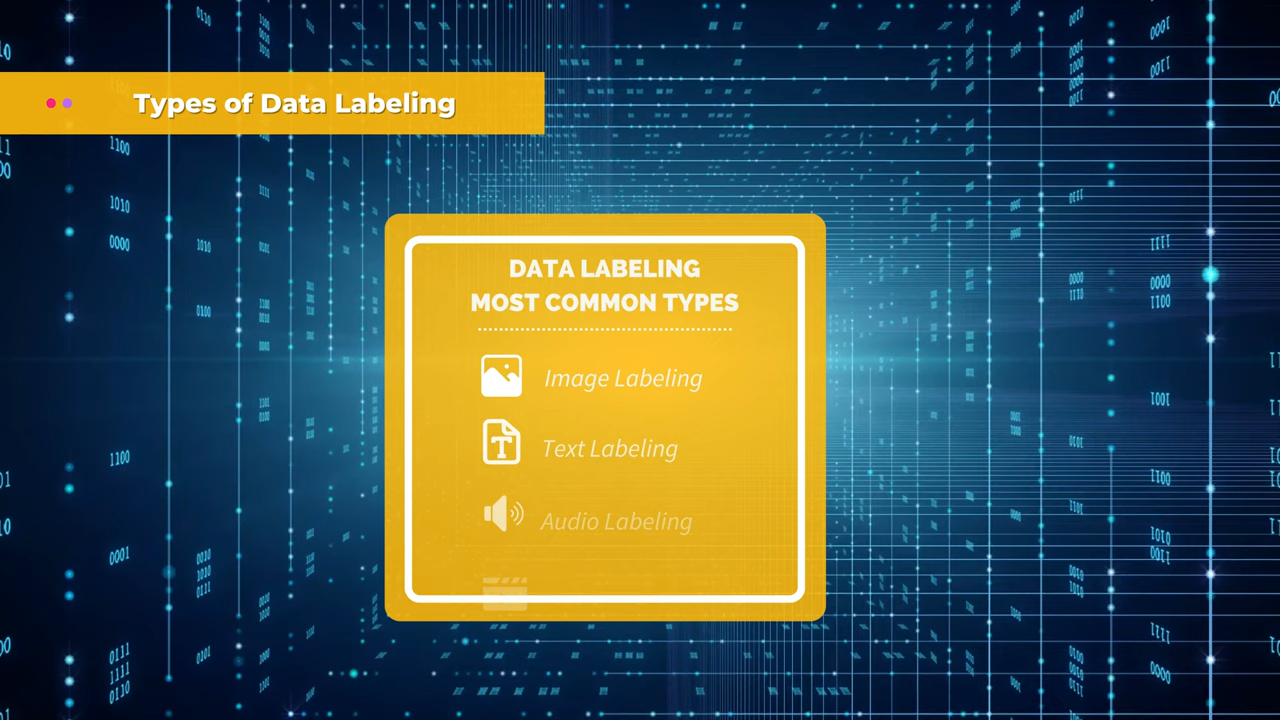 Types of Data Labeling
DATA LABELING
MOST COMMON TYPES
Image Labeling
Text Labeling
Audio Labeling